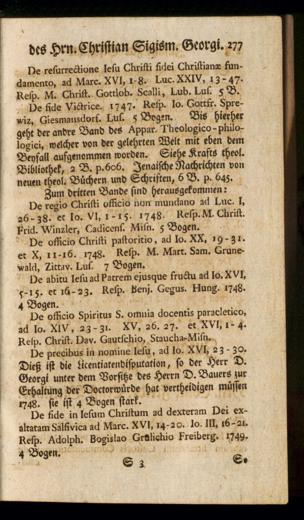 des Hrn. Christian Sigism. Georgi. 277
De resurrectione Iesu Christi fidei Christianæ fun-
damento, ad Marc. XVI, 1-8. Luc. XXIV, 13-47.
Resp. M. Christ. Gottlob. Scalli, Lub. Luf. 5 B.
De fide Victrice. 1747. Resp. Io. Gottfr. Spre-
wiz, Giesmansdorf. Luf. 5 Bogen. Bis hierher
geht der andre Band des Appar. Theologico-philo-
logici, welcher von der gelehrten Welt mit eben dem
Beyfall aufgenommen worden. Siehe Krafts theol.
Bibliothek, 2 B. p. 606. Jenaische Nachrichten von
neuen theol. Büchern und Schriften, 6 B. p. 645.
Zum dritten Bande sind herausgekommen:
De regio Christi officio non mundano ad Luc. I,
26-38. et Io. VI, 1-15. 1748. Resp. M. Christ.
Frid. Winzler, Cadicens. Misn. 5 Bogen.
De officio Christi pastoritio, ad Io. XX, 19-31.
et X, 11-16. 1748. Resp. M. Mart. Sam. Grune-
wald, Zittav. Luf. 7 Bogen.
De abitu Iesu ad Patrem ejusque fructu ad Io. XVI,
5-15. et 16-23. Resp. Benj. Gegus. Hung. 1748.
4 Bogen.
De officio Spiritus S. omnia docentis paracletico,
ad Io. XIV, 23-31. XV, 26. 27. et XVI, 1-4.
Resp. Christ. Dav. Gautschio, Staucha-Misn.
De precibus in nomine Iesu, ad Io. XVI, 23-30.
Dieß ist die Licentiatendisputation, so der Herr D.
Georgi unter dem Vorsitze des Herrn D. Bauers zur
Erhaltung der Doctorwürde hat vertheidigen müssen
1748. sie ist 4 Bogen stark.
De fide in Iesum Christum ad dexteram Dei ex-
altatam Salsivica ad Marc. XVI, 14-20. Io. III, 16-21.
Resp. Adolph. Bogislao Gralichio Freiberg. 1749.
4 Bogen.
S 3 S.